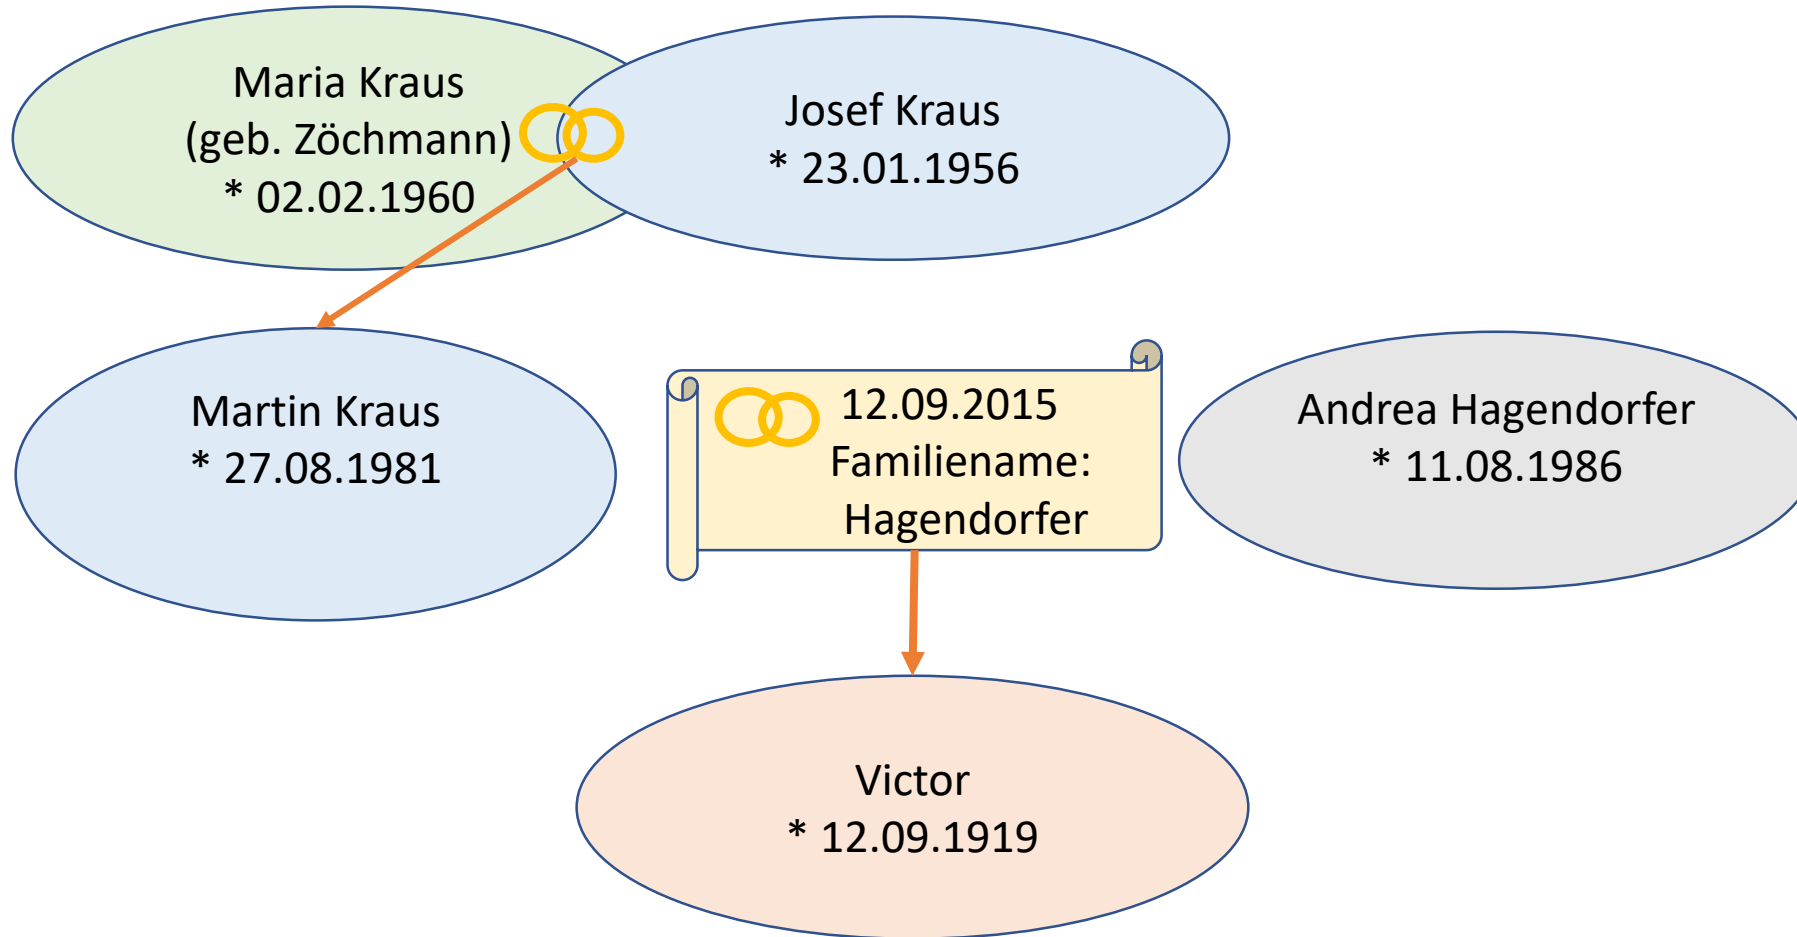 Maria Kraus
(geb. Zöchmann)
* 02.02.1960
Josef Kraus
* 23.01.1956
Martin Kraus
* 27.08.1981
12.09.2015
Familiename:
Hagendorfer
Andrea Hagendorfer
* 11.08.1986
Victor
* 12.09.1919